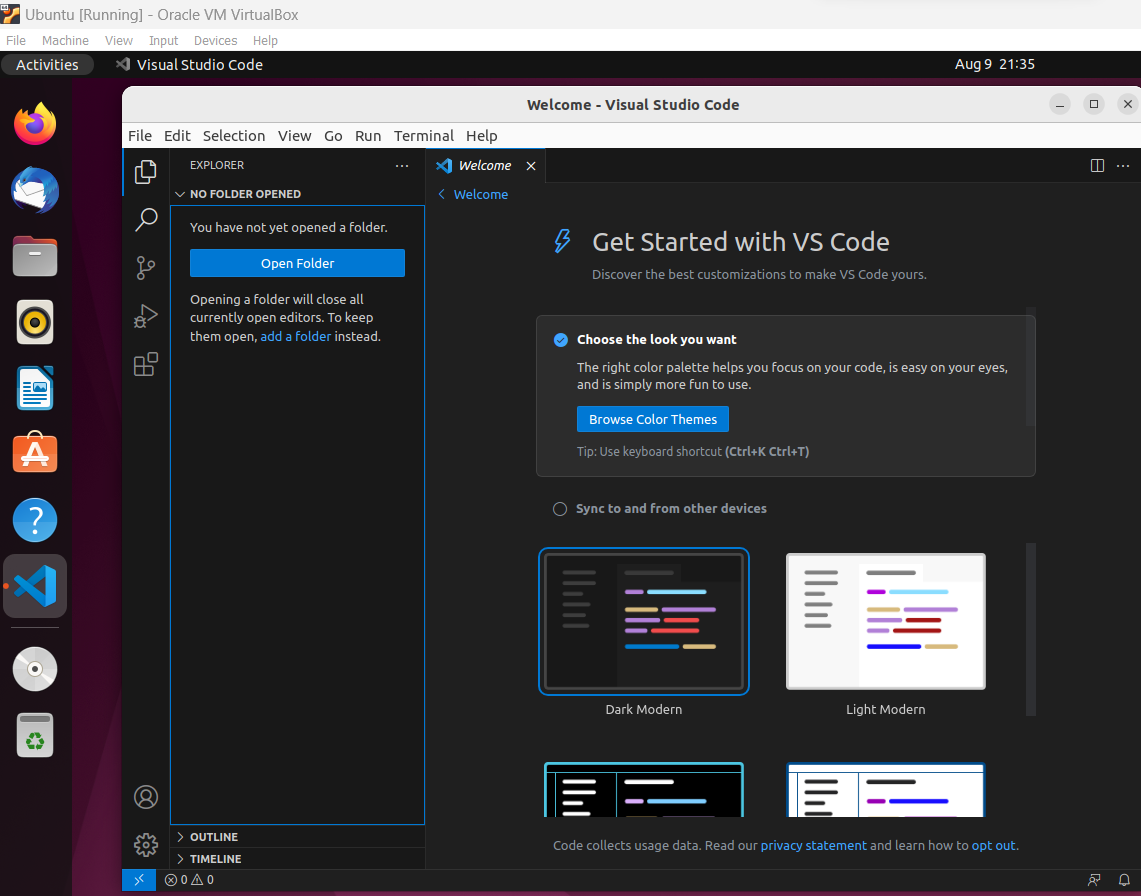 Ubuntu [Running] - Oracle VM VirtualBox
File Machine View Input Devices Help
Activities Visual Studio Code Aug 9 21:35
Welcome - Visual Studio Code
File Edit Selection View Go Run Terminal Help
EXPLORER
Welcome
NO FOLDER OPENED
Welcome
You have not yet opened a folder.
Open Folder
Opening a folder will close all
currently open editors. To keep
them open, add a folder instead.
Get Started with VS Code
Discover the best customizations to make VS Code yours.
Choose the look you want
The right color palette helps you focus on your code, is easy on your eyes,
and is simply more fun to use.
Browse Color Themes
Tip: Use keyboard shortcut (Ctrl+K Ctrl+T)
Sync to and from other devices
Dark Modern
Light Modern
Code collects usage data. Read our privacy statement and learn how to opt out.
OUTLINE
TIMELINE
0 0